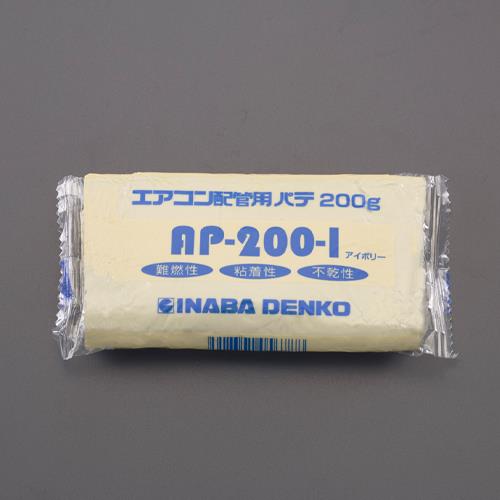 エアコン配管用パテ 200g
AP-200-I アイボリー
難燃性 粘着性 不乾性
INABA DENKO